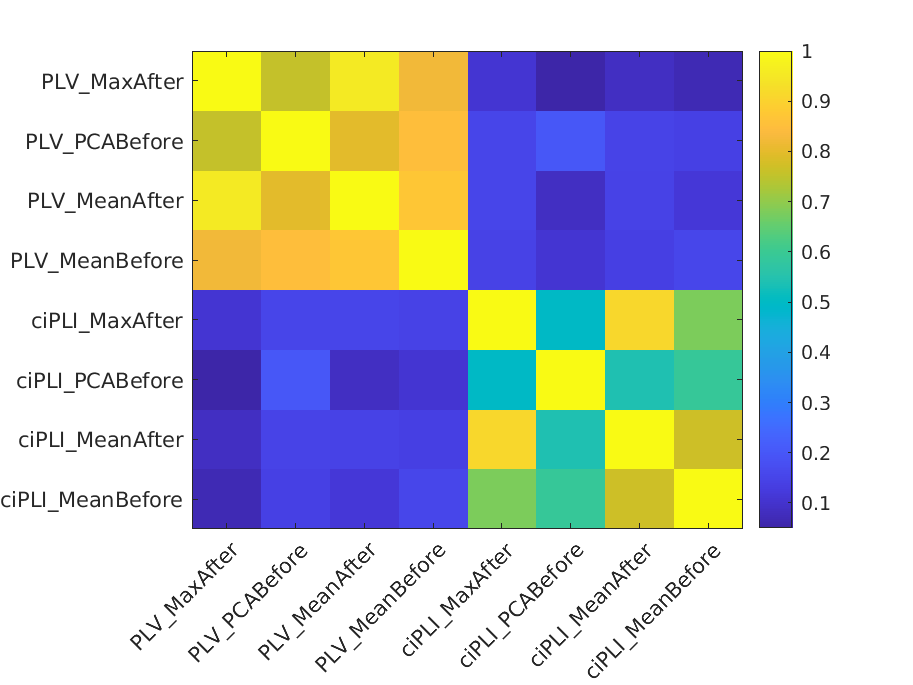 PLV_MaxAfter
PLV_PCABefore
PLV_MeanAfter
PLV_MeanBefore
ciPLI_MaxAfter
ciPLI_PCABefore
ciPLI_MeanAfter
ciPLI_MeanBefore
PLV_MaxAfter
PLV_PCABefore
PLV_MeanAfter
PLV_MeanBefore
ciPLI_MaxAfter
ciPLI_PCABefore
ciPLI_MeanAfter
ciPLI_MeanBefore
1
0.9
0.8
0.7
0.6
0.5
0.4
0.3
0.2
0.1